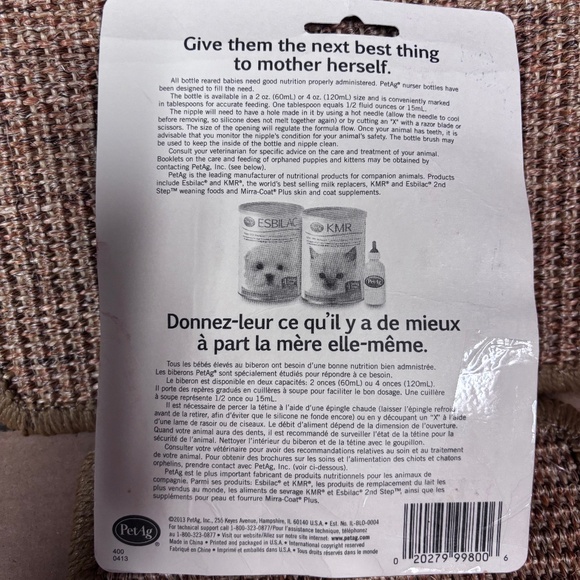 Give them the next best thing
to mother herself.
All bottle reared babies need good nutrition properly administered. PetAg® nurser bottles have
been designed to fill the need.
The bottle is available in a 2 oz. (60mL) or 4 oz. (120mL) size and is conveniently marked
in tablespoons for accurate feeding. One tablespoon equals 1/2 fluid ounces or 15mL.
The nipple will need to have a hole made in it by using a hot needle (allow the needle to cool
before removing, so silicone does not melt together again) or by cutting an "X" with a razor blade or
scissors. The size of the opening will regulate the formula flow. Once your animal has teeth, it is
advisable that you monitor the nipple's condition for your animal's safety. The bottle brush may
be used to keep the inside of the bottle and nipple clean.
Consult your veterinarian for specific advice on the care and treatment of your animal.
Booklets on the care and feeding of orphaned puppies and kittens may be obtained by
contacting PetAg, Inc. (see below).
PetAg is the leading manufacturer of nutritional products for companion animals. Products
include Esbilac® and KMR®, the world's best selling milk replacers, KMR® and Esbilac® 2nd
Step™ weaning foods and Mirra-Coat® Plus skin and coat supplements.
ESBILAC
KMR
PetAg
Donnez-leur ce qu'il y a de mieux
à part la mère elle-même.
Tous les bébés élevés au biberon ont besoin d'une bonne nutrition bien admnistrée.
Les biberons PetAg® sont spécialement étudiés pour répondre à ce besoin.
Le biberon est disponible en deux capacités: 2 onces (60mL) ou 4 onces (120mL).
Il porte des repères gradués en cuillères à soupe pour faciliter le bon dosage. Une cuillière
à soupe représente 1/2 once ou 15mL.
Il est nécessaire de percer la tétine à l'aide d'une épingle chaude (laisser l'épingle refroidir
avant de la retirer, afin d'éviter que le silicone ne fonde encore) ou en y découpant un "X" à l'aide
d'une lame de rasoir ou de ciseaux. Le débit d'aliment dépend de la dimension de l'ouverture.
Quand votre animal aura des dents, il est recommandé de surveiller l'état de la tétine pour la
sécurité de l'animal. Nettoyer l'intérieur du biberon et de la tétine avec le goupillon.
Consulter votre vétérinaire pour avoir des recommandations relatives au soin et au traitement
de votre animal. Pour obtenir des brochures sur les soins et l'alimentation des chiots et chatons
orphelins, prendre contact avec PetAg, Inc. (voir ci-dessous).
PetAg est le plus important fabricant de produits nutritionnels pour les animaux de
compagnie. Parmi ses produits: Esbilac® et KMR®, les produits de remplacement du lait les
plus vendus au monde, les aliments de sevrage KMR® et Esbilac® 2nd Step™, ainsi que les
suppléments pour peau et fourrure Mirra-Coat® Plus.
PetAg®
400
0413
©2013 PetAg, Inc., 255 Keyes Avenue, Hampshire, IL 60140 U.S.A. • Est. No. IL-BLD-0004
For technical support call 1-800-323-0877/Pour l'assistance technique, téléphonez
au 1-800-323-0877 • Visit our website/Allez sur notre site internet: www.petag.com
Made in China • Printed and packaged in U.S.A. • International copyright reserved
Fabriqué en Chine • Imprimé et emballés dans U.S.A. • Tous droits réservés dans le monde
0 20279 99800 6